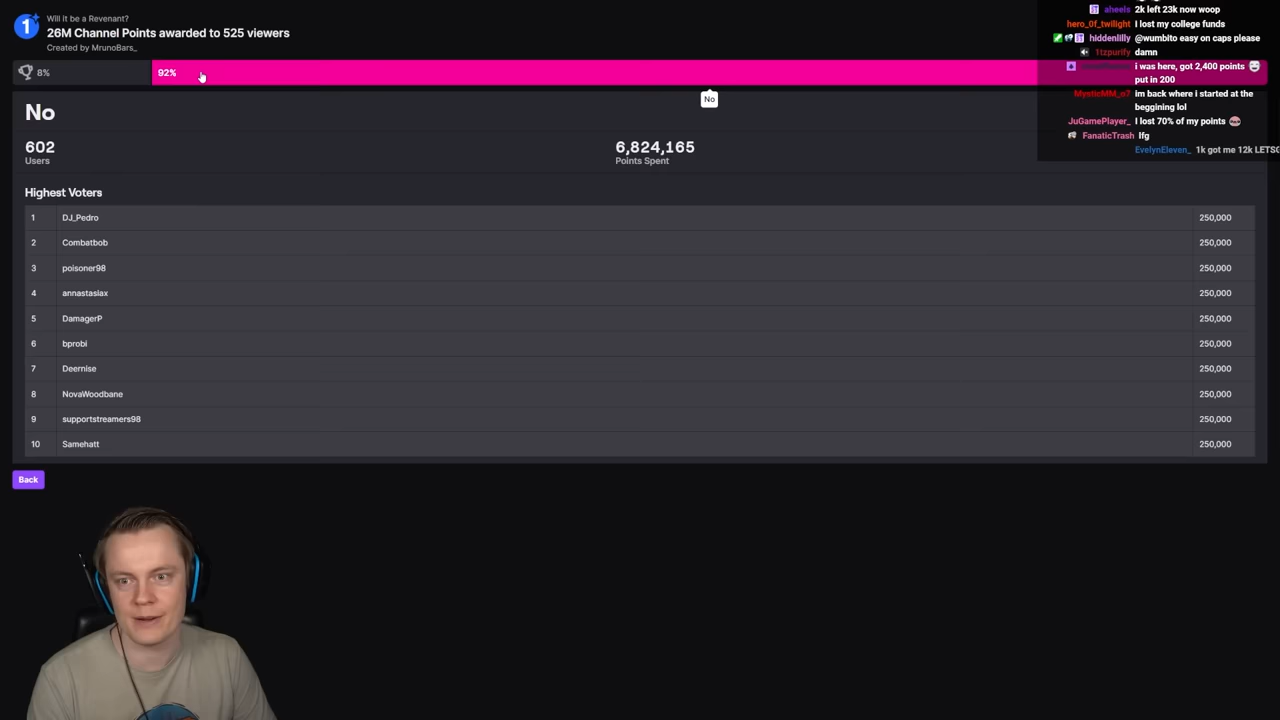 Will it be a Revenant?
26M Channel Points awarded to 525 viewers
Created by MrunoBars_
8%
92%
No
No
602
Users
6,824,165
Points Spent
Highest Voters
1 DJ_Pedro 250,000
2 Combatbob 250,000
3 poisoner98 250,000
4 annastasiax 250,000
5 DamagerP 250,000
6 bprobi 250,000
7 Deernise 250,000
8 NovaWoodbane 250,000
9 supportstreamers98 250,000
10 Samehatt 250,000
Back
aheels 2k left 23k now woop
hero_0f_twilight I lost my college funds
hiddenlilly @wumbito easy on caps please
1tzpurify damn
i was here, got 2,400 points
put in 200
MysticMM_o7 im back where i started at the
beggining lol
JuGamePlayer_ I lost 70% of my points
FanaticTrash lfg
EvelynEleven_ 1k got me 12k LETSG